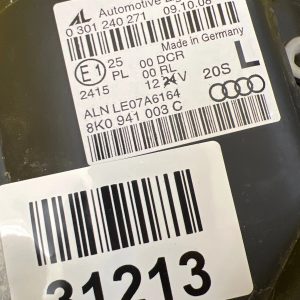 AL Automotive
0 301 240 271 09.10.08
Made in Germany
E1 25 00 DCR
PL 00 RL
2415 12 24V 20S L
ALN LE07A6164
8K0 941 003 C
31213